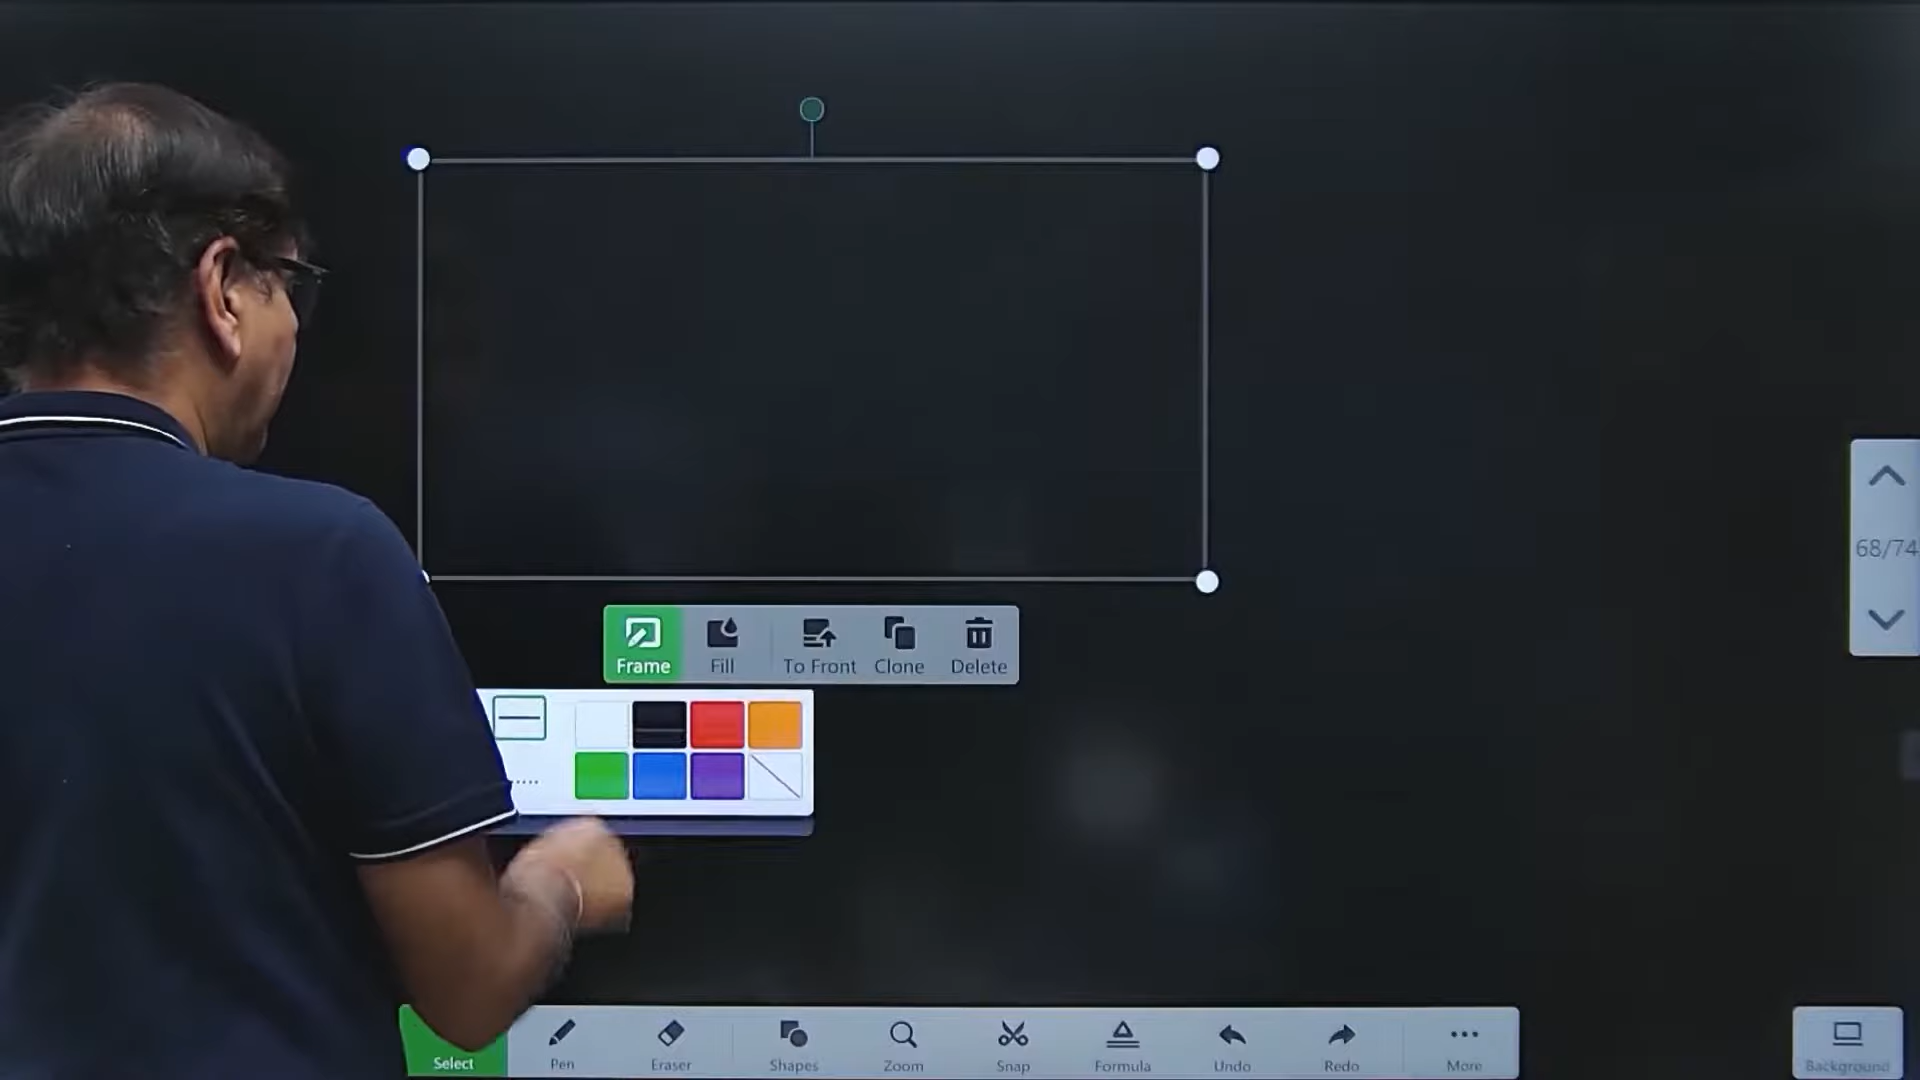 68/74
Frame Fill To Front Clone Delete
Select Pen Eraser Shapes Zoom Snap Formula Undo Redo More Background